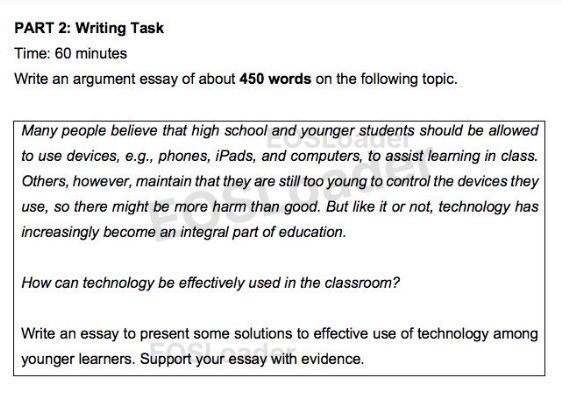 PART 2: Writing Task
Time: 60 minutes
Write an argument essay of about 450 words on the following topic.
Many people believe that high school and younger students should be allowed
to use devices, e.g., phones, iPads, and computers, to assist learning in class.
Others, however, maintain that they are still too young to control the devices they
use, so there might be more harm than good. But like it or not, technology has
increasingly become an integral part of education.
How can technology be effectively used in the classroom?
Write an essay to present some solutions to effective use of technology among
younger learners. Support your essay with evidence.
EOSLoader
EOSLoader
EOSLoader